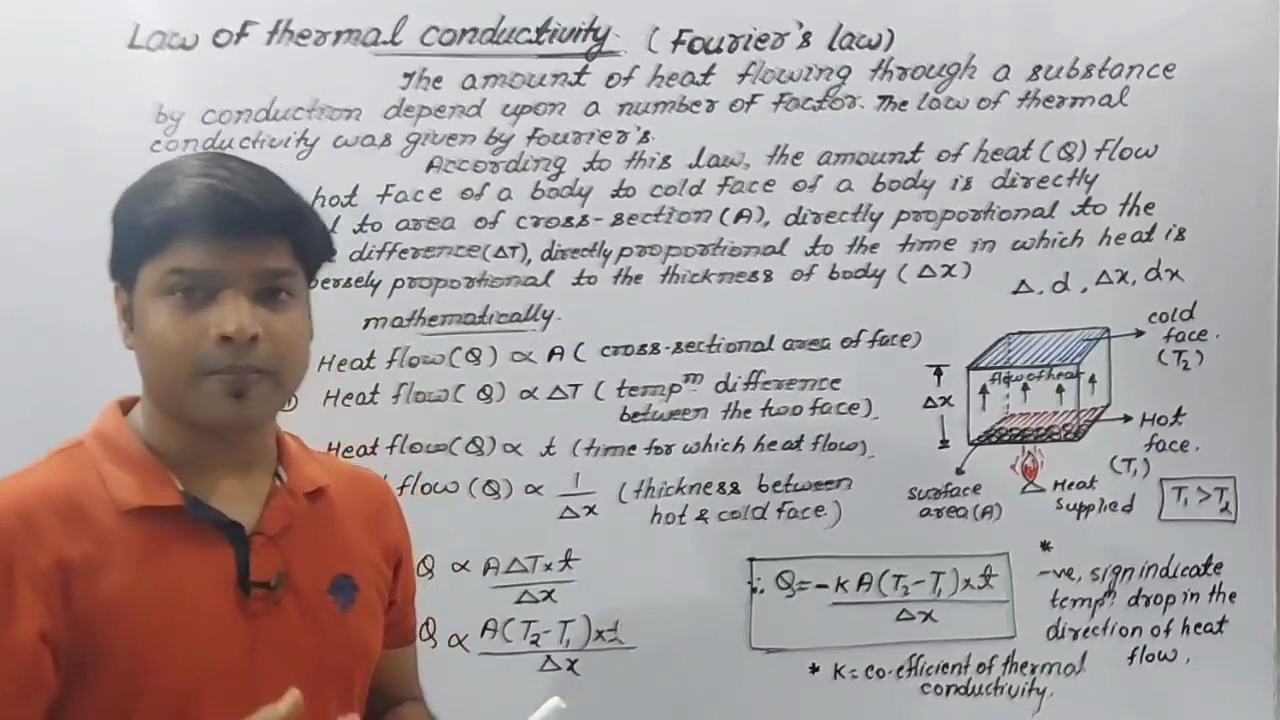 Law of thermal conductivity. (Fourier's law)
The amount of heat flowing through a substance
by conduction depend upon a number of factor. The law of thermal
conductivity was given by Fourier's.
According to this law, the amount of heat (Q) flow
hot face of a body to cold face of a body is directly
to area of cross-section (A), directly proportional to the
difference (ΔT), directly proportional to the time in which heat is
persely proportional to the thickness of body (Δx)
Δ, d, Δx, dx
mathematically.
Heat flow (Q) ∝ A ( cross-sectional area of face)
Heat flow (Q) ∝ ΔT ( tempⁿ difference
between the two face).
Heat flow (Q) ∝ t (time for which heat flow).
flow (Q) ∝ 1/Δx (thickness between
hot & cold face)
Q ∝ AΔT×t/Δx
Q ∝ A(T₂-T₁)×t/Δx
cold
face.
(T₂)
flow of heat
Δx
Hot
face.
(T₁)
surface
area (A)
Heat
supplied
T₁ > T₂
∴ Q = -K A(T₂-T₁)×t/Δx
*
-ve, sign indicate
tempⁿ drop in the
direction of heat
flow.
* K = co-efficient of thermal
conductivity.